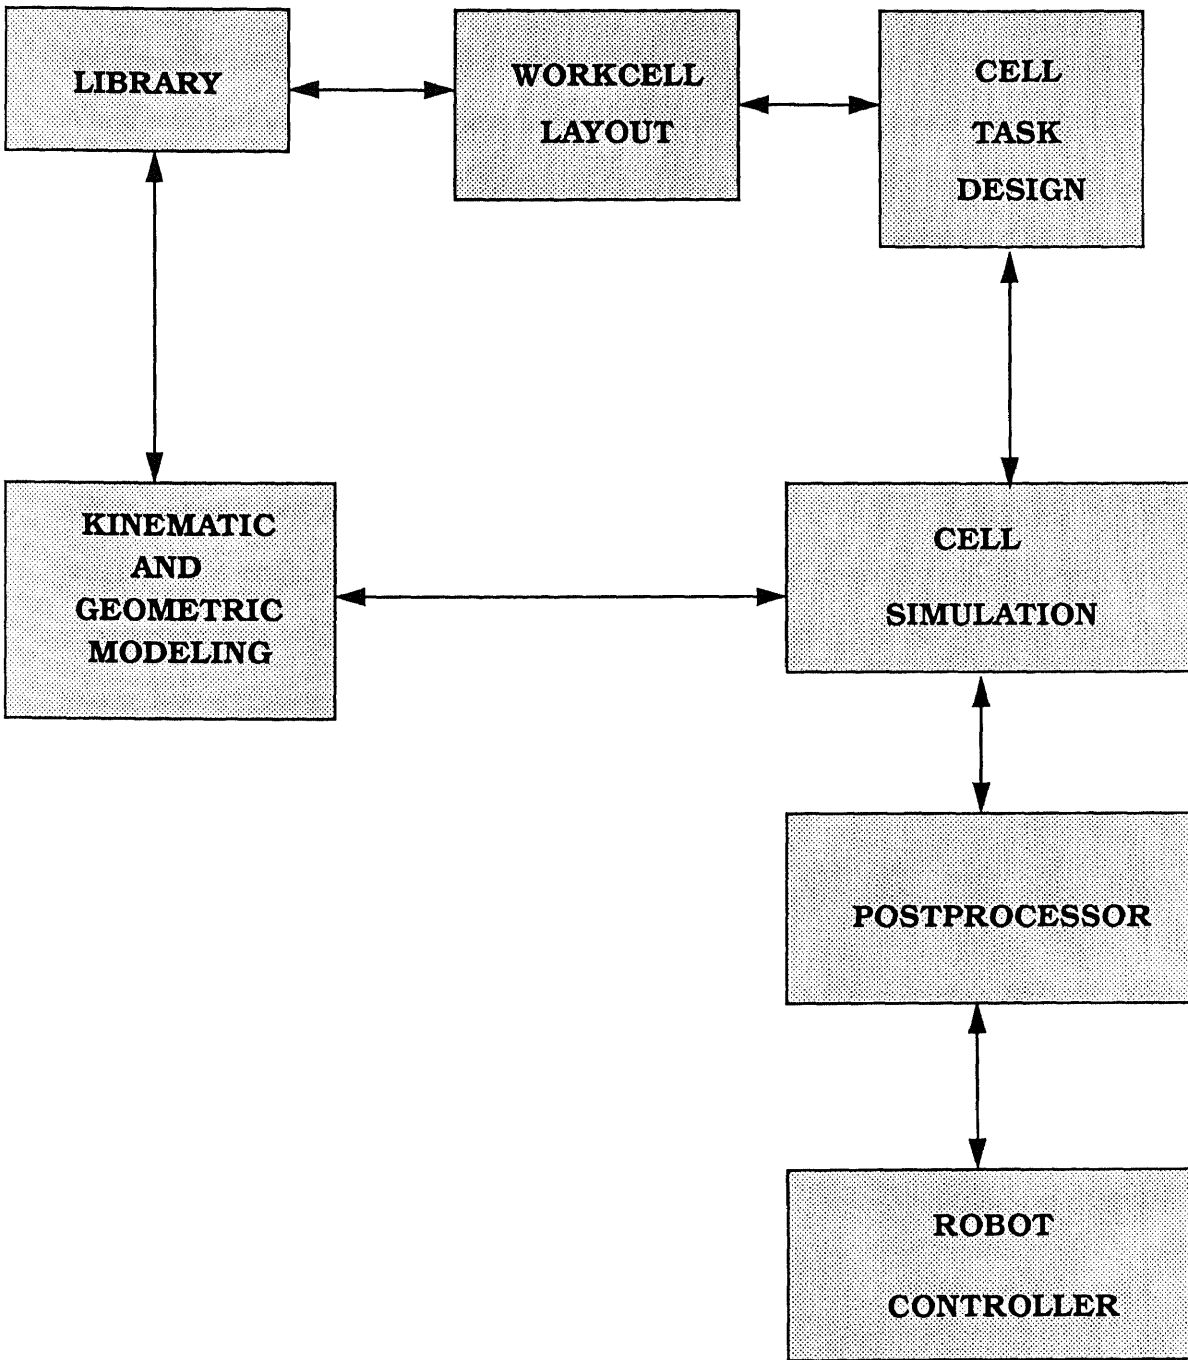 LIBRARY
WORKCELL
LAYOUT
CELL
TASK
DESIGN
KINEMATIC
AND
GEOMETRIC
MODELING
CELL
SIMULATION
POSTPROCESSOR
ROBOT
CONTROLLER